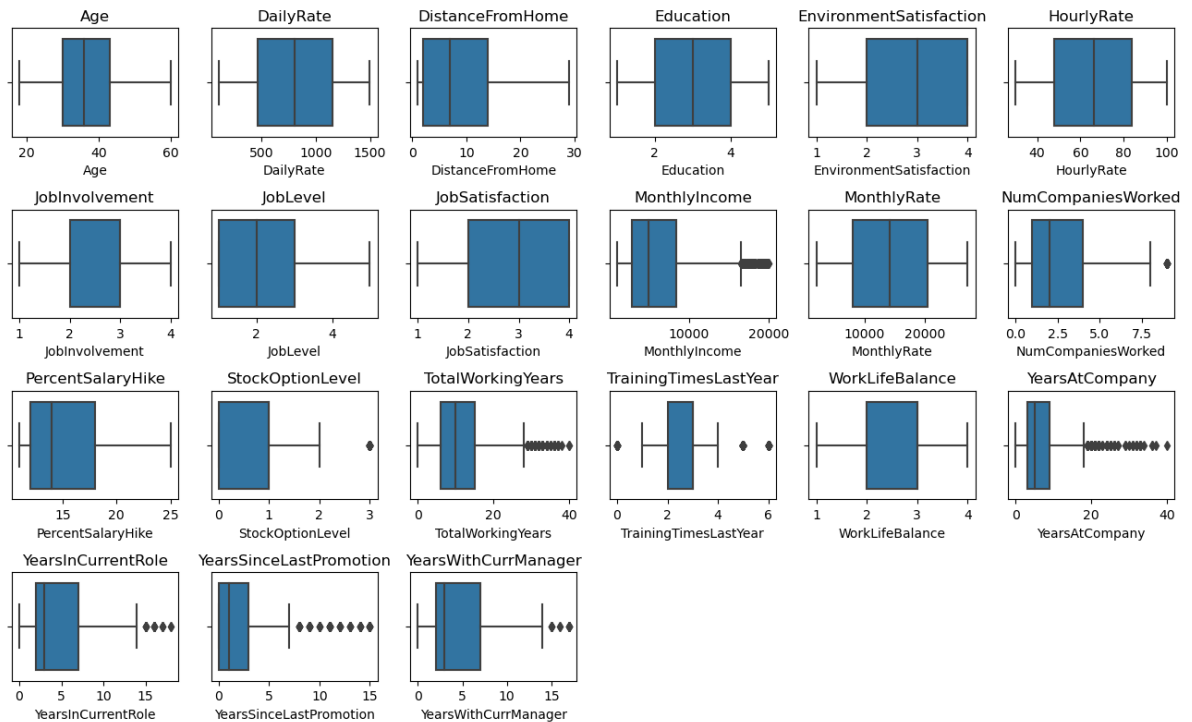 Age DailyRate DistanceFromHome Education EnvironmentSatisfaction HourlyRate
20 40 60 500 1000 1500 0 10 20 30 2 4 1 2 3 4 40 60 80 100
Age DailyRate DistanceFromHome Education EnvironmentSatisfaction HourlyRate
JobInvolvement JobLevel JobSatisfaction MonthlyIncome MonthlyRate NumCompaniesWorked
1 2 3 4 2 4 1 2 3 4 10000 20000 10000 20000 0.0 2.5 5.0 7.5
JobInvolvement JobLevel JobSatisfaction MonthlyIncome MonthlyRate NumCompaniesWorked
PercentSalaryHike StockOptionLevel TotalWorkingYears TrainingTimesLastYear WorkLifeBalance YearsAtCompany
15 20 25 0 1 2 3 0 20 40 0 2 4 6 1 2 3 4 0 20 40
PercentSalaryHike StockOptionLevel TotalWorkingYears TrainingTimesLastYear WorkLifeBalance YearsAtCompany
YearsInCurrentRole YearsSinceLastPromotion YearsWithCurrManager
0 5 10 15 0 5 10 15 0 5 10 15
YearsInCurrentRole YearsSinceLastPromotion YearsWithCurrManager